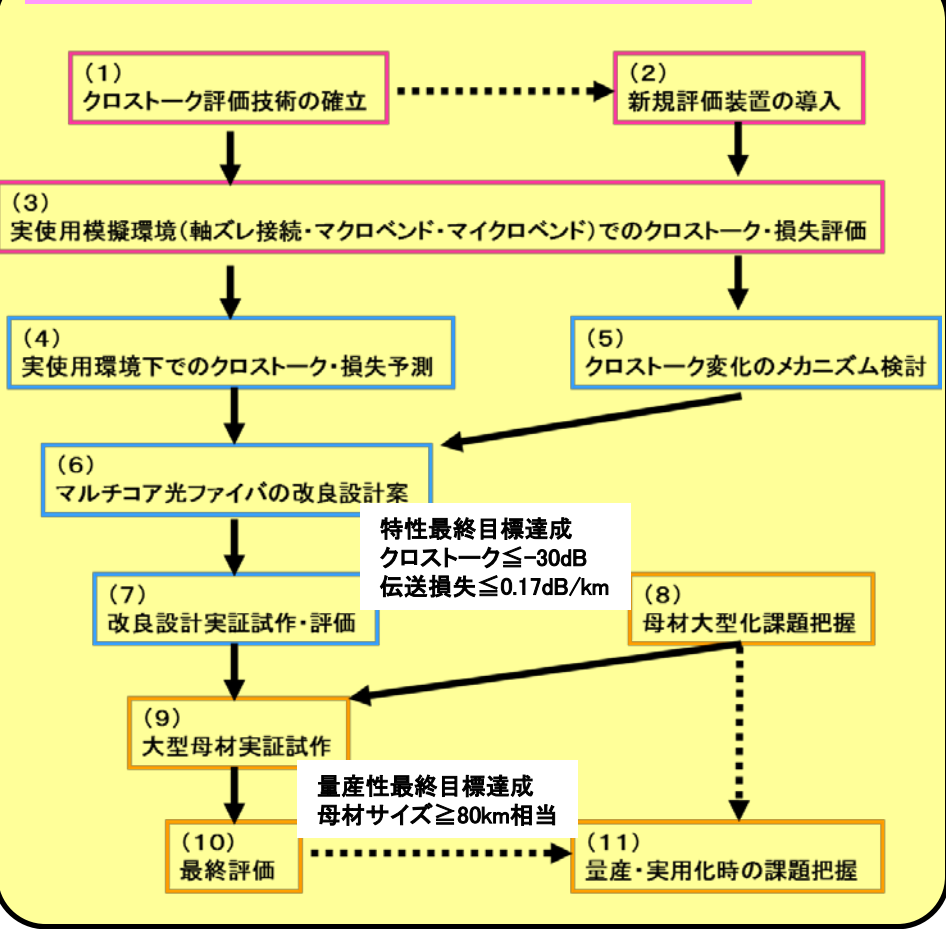 (1)
クロストーク評価技術の確立
(2)
新規評価装置の導入
(3)
実使用模擬環境(軸ズレ接続・マクロベンド・マイクロベンド)でのクロストーク・損失評価
(4)
実使用環境下でのクロストーク・損失予測
(5)
クロストーク変化のメカニズム検討
(6)
マルチコア光ファイバの改良設計案
特性最終目標達成
クロストーク≦-30dB
伝送損失≦0.17dB/km
(7)
改良設計実証試作・評価
(8)
母材大型化課題把握
(9)
大型母材実証試作
量産性最終目標達成
母材サイズ≧80km相当
(10)
最終評価
(11)
量産・実用化時の課題把握